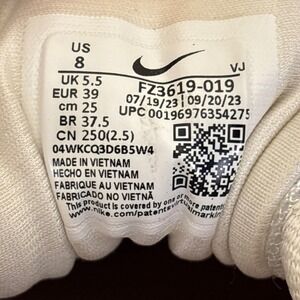 US
8
VJ
UK 5.5
EUR 39
cm 25
BR 37.5
CN 250(2.5)
FZ3619-019
07/19/23 | 09/20/23
UPC 00196976354275
04WKCQ3D6B5W4
MADE IN VIETNAM
HECHO EN VIETNAM
FABRIQUE AU VIETNAM
FABRICADO NO VIETNÃ
This product is covered by one or
www.nike.com/patents